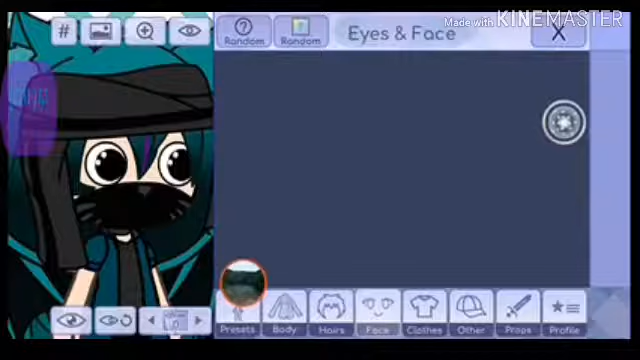 Made with KINEMASTER
#
? Random
Random
Eyes & Face
X
Presets
Body
Hairs
Face
Clothes
Other
Props
Profile